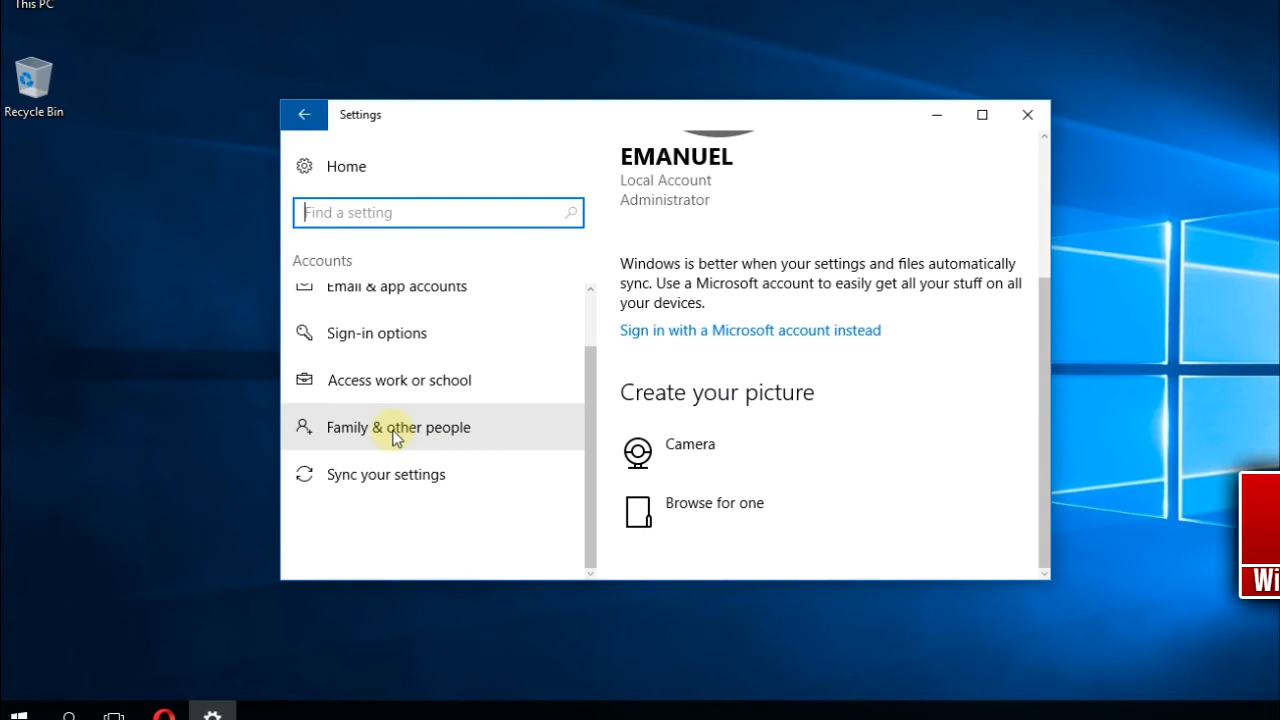 This PC
Recycle Bin
Settings
Home
Find a setting
Accounts
Email & app accounts
Sign-in options
Access work or school
Family & other people
Sync your settings
EMANUEL
Local Account
Administrator
Windows is better when your settings and files automatically
sync. Use a Microsoft account to easily get all your stuff on all
your devices.
Sign in with a Microsoft account instead
Create your picture
Camera
Browse for one